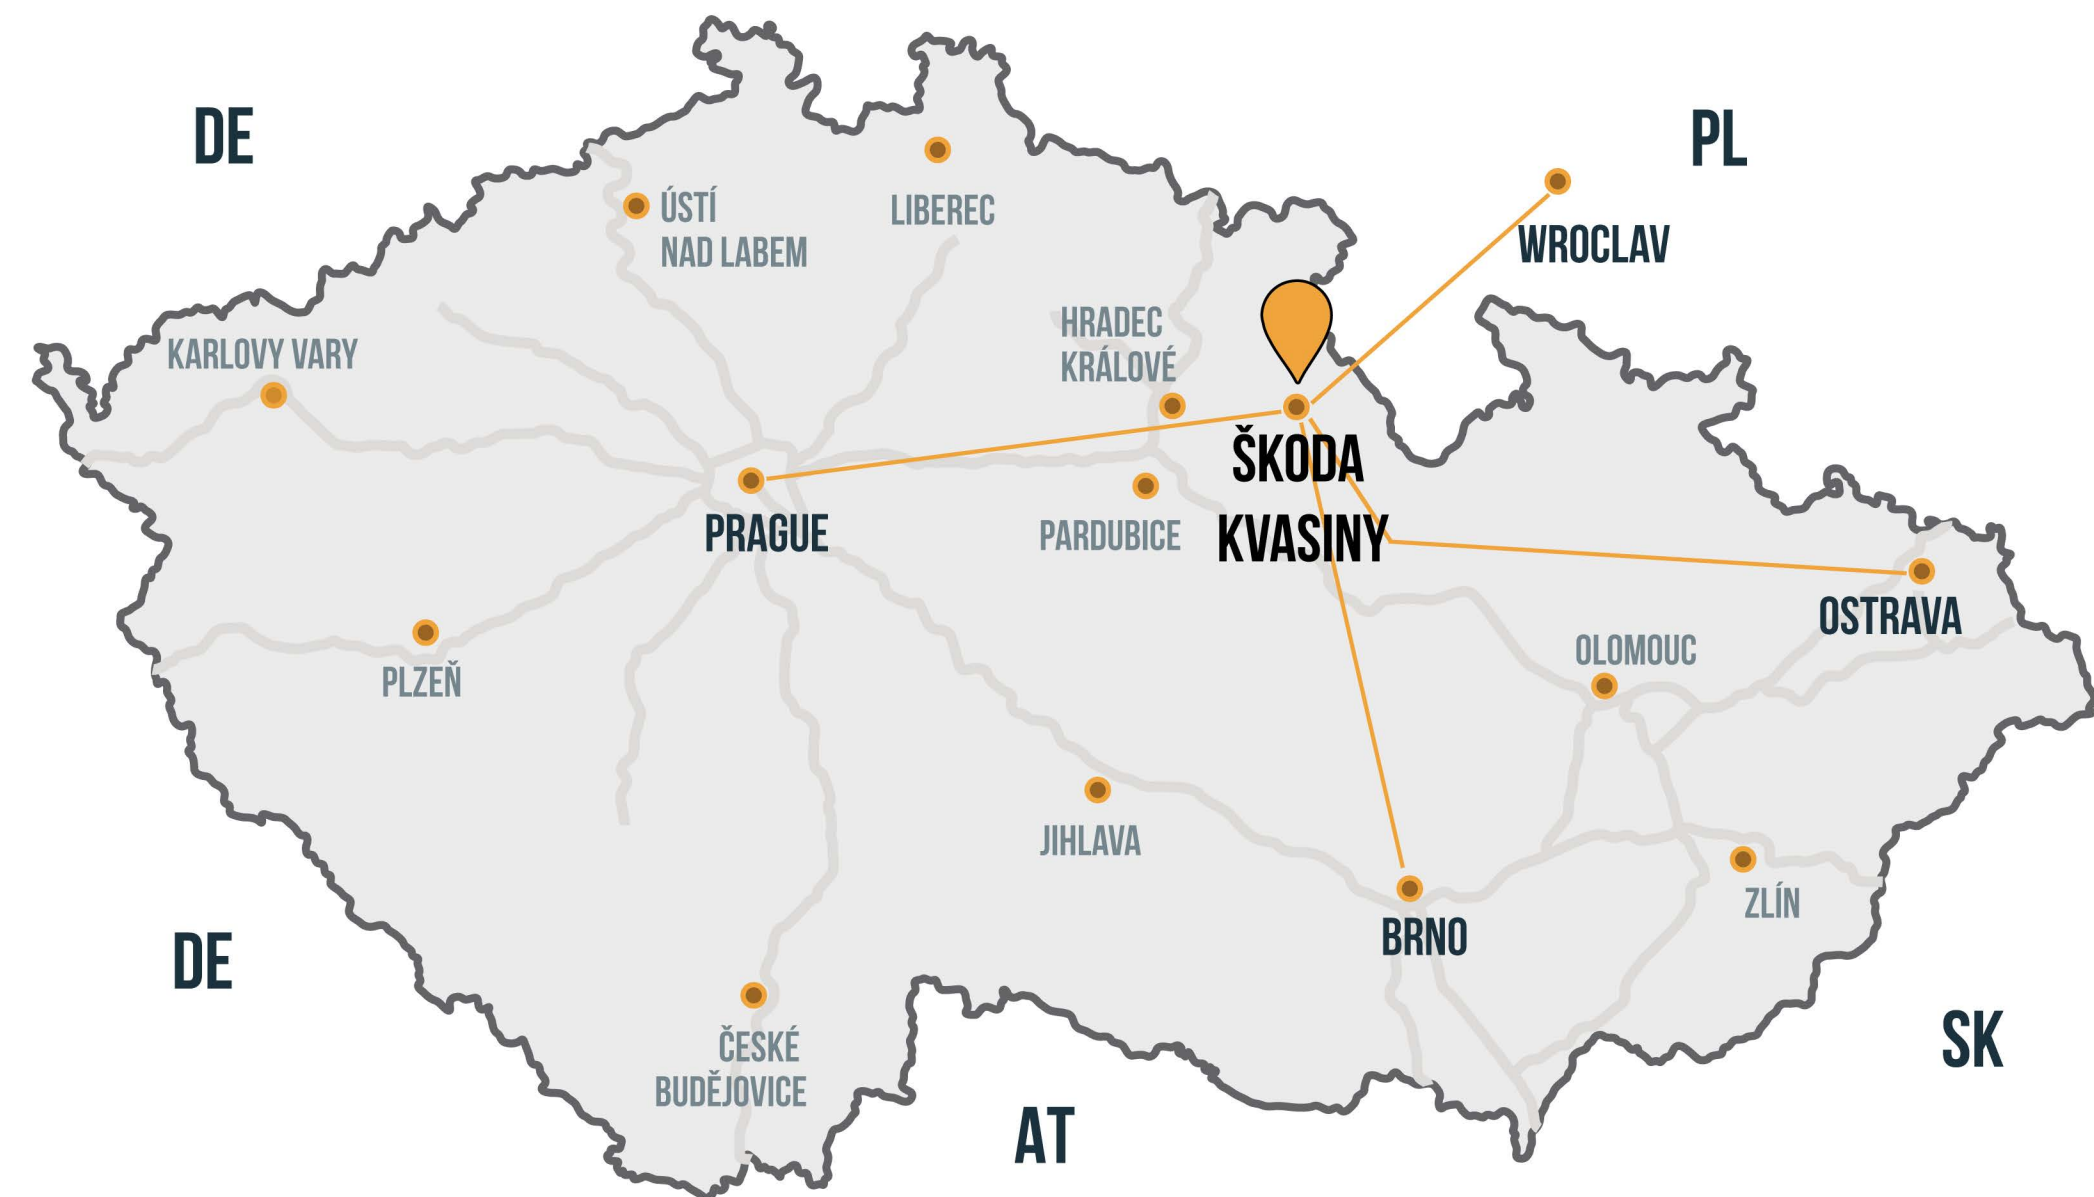 DE
PL
ÚSTÍ
NAD LABEM
LIBEREC
WROCLAV
HRADEC
KRÁLOVÉ
KARLOVY VARY
ŠKODA
KVASINY
PRAGUE
PARDUBICE
OSTRAVA
OLOMOUC
PLZEŇ
JIHLAVA
ZLÍN
BRNO
DE
ČESKÉ
BUDĚJOVICE
SK
AT